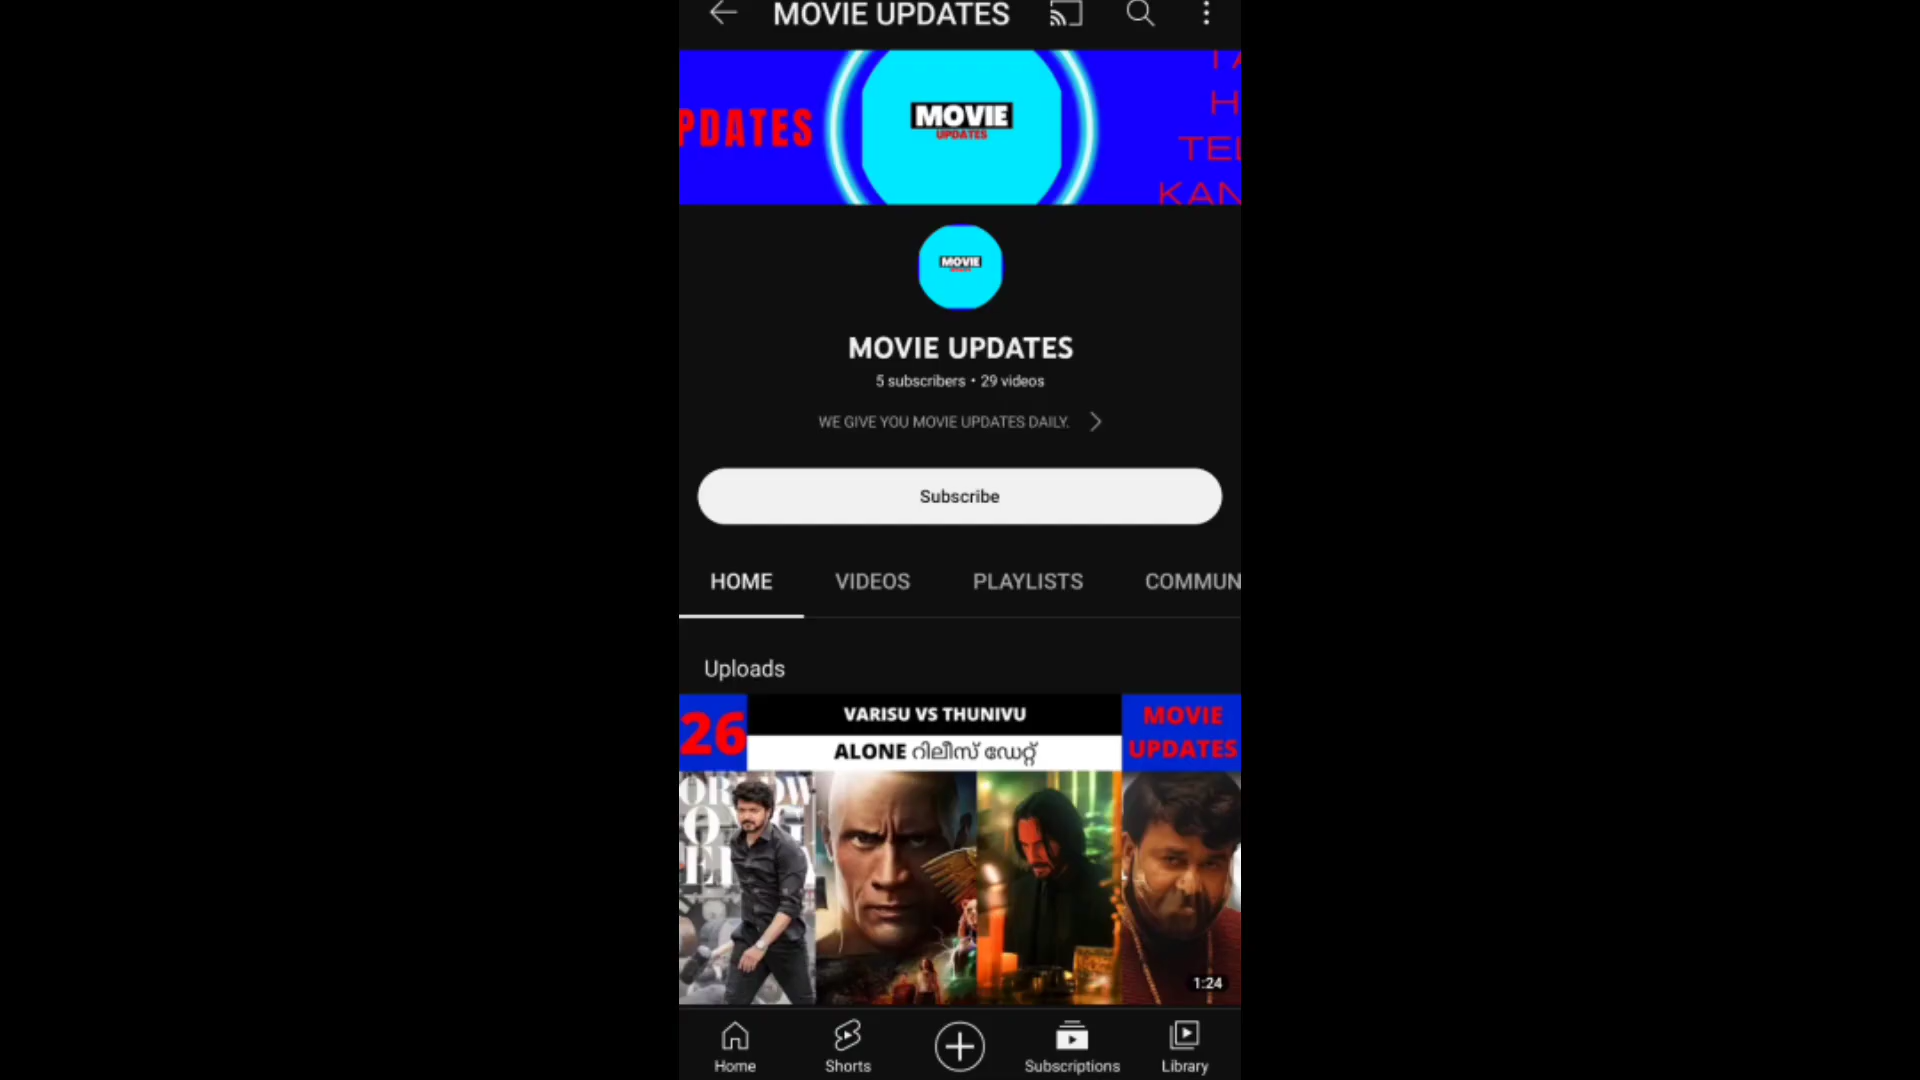 MOVIE UPDATES
PDATES
MOVIE
UPDATES
H
TEL
KAN
MOVIE
MOVIE UPDATES
5 subscribers • 29 videos
WE GIVE YOU MOVIE UPDATES DAILY.
Subscribe
HOME VIDEOS PLAYLISTS COMMUN
Uploads
26
VARISU VS THUNIVU
ALONE റിലീസ് ഡേറ്റ്
MOVIE
UPDATES
1:24
Home Shorts Subscriptions Library